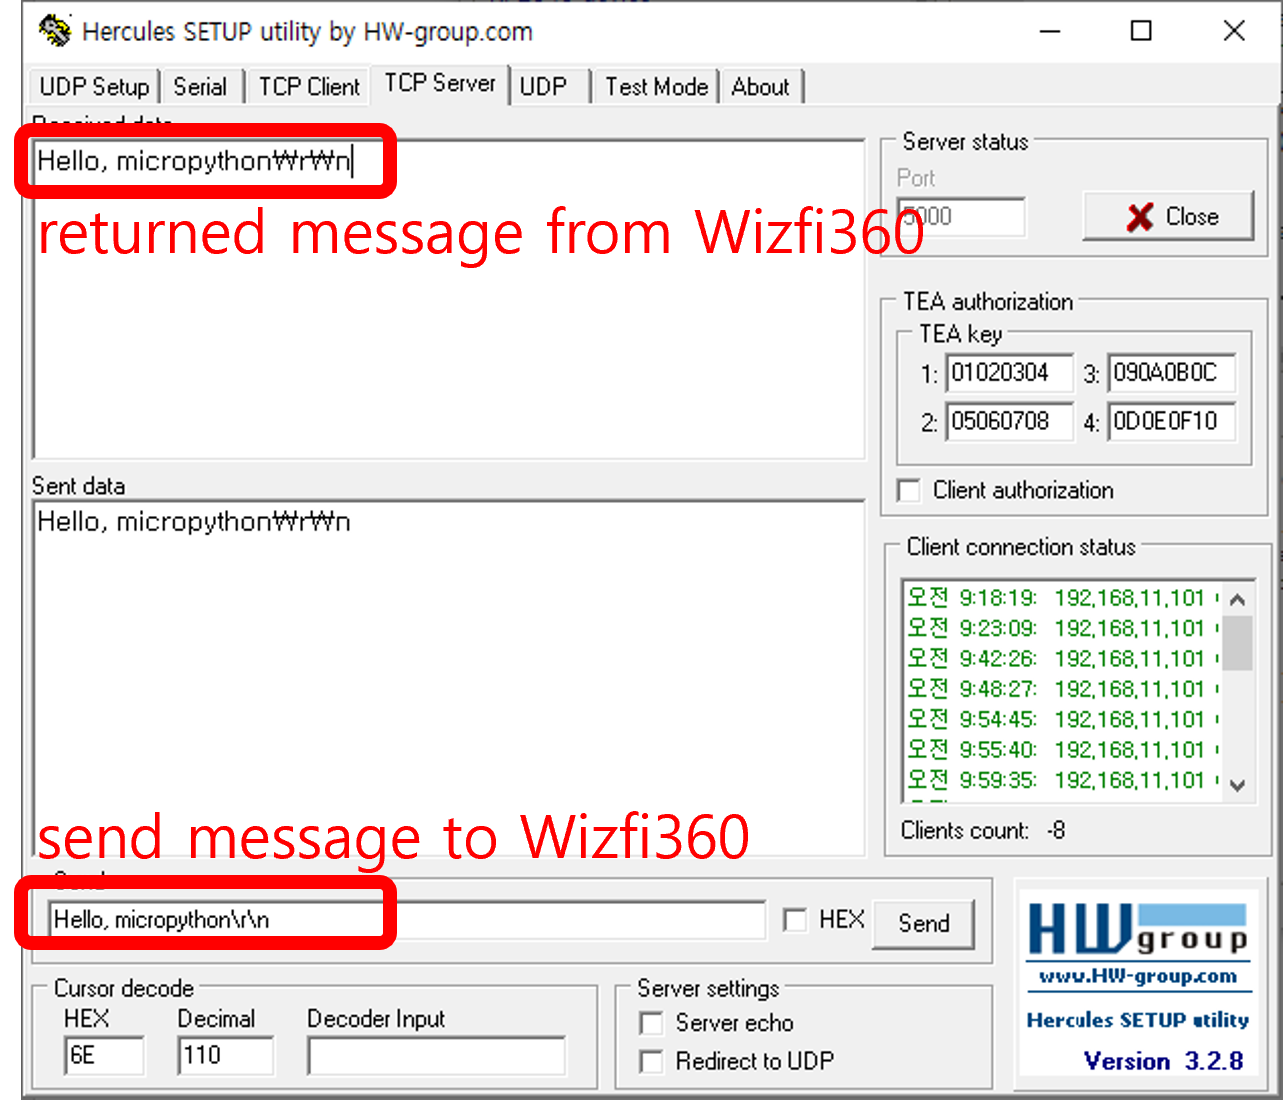 Hercules SETUP utility by HW-group.com
UDP Setup Serial TCP Client TCP Server UDP Test Mode About
Received data
Hello, micropython₩r₩n
returned message from Wizfi360
Sent data
Hello, micropython₩r₩n
send message to Wizfi360
Send
Hello, micropython\r\n
HEX
Send
Cursor decode
HEX Decimal Decoder Input
6E 110
Server settings
Server echo
Redirect to UDP
Server status
Port
5000
Close
TEA authorization
TEA key
1: 01020304 3: 090A0B0C
2: 05060708 4: 0D0E0F10
Client authorization
Client connection status
오전 9:18:19: 192,168,11,101
오전 9:23:09: 192,168,11,101
오전 9:42:26: 192,168,11,101
오전 9:48:27: 192,168,11,101
오전 9:54:45: 192,168,11,101
오전 9:55:40: 192,168,11,101
오전 9:59:35: 192,168,11,101
Clients count: -8
HWgroup
www.HW-group.com
Hercules SETUP utility
Version 3.2.8